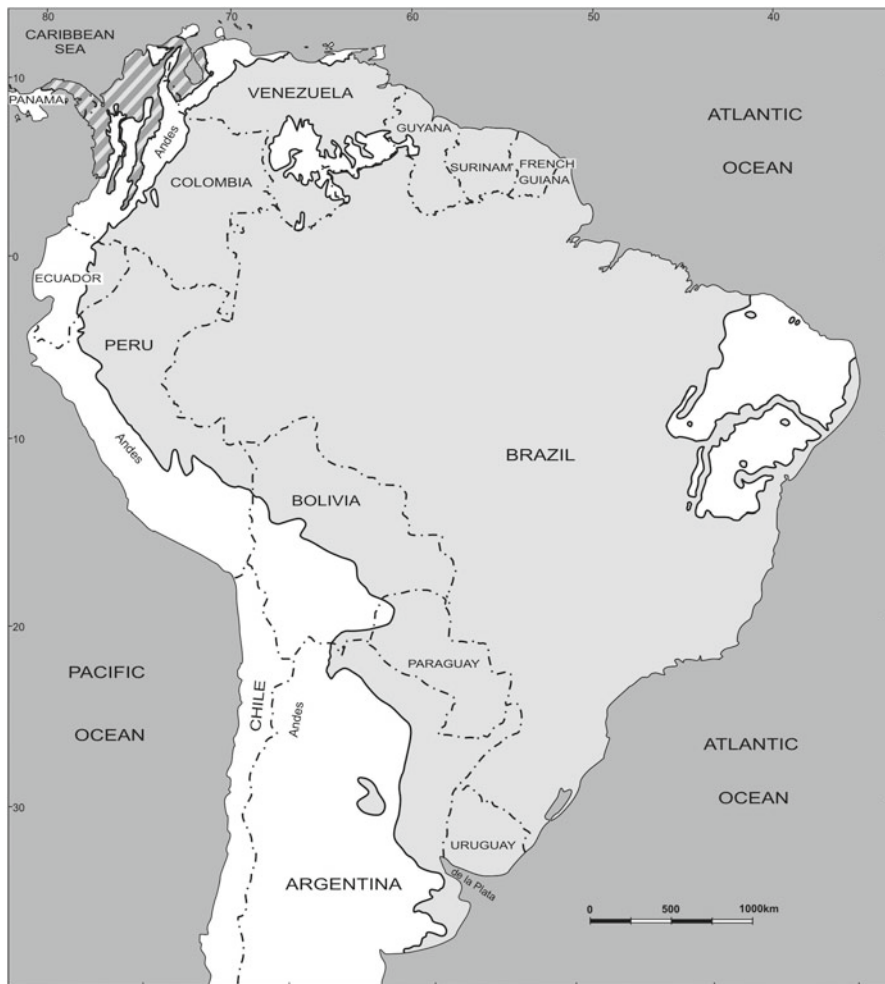 80 70 60 50 40
CARIBBEAN
SEA
10
PANAMA
VENEZUELA
ATLANTIC
OCEAN
GUYANA
Andes
SURINAM
FRENCH
GUIANA
COLOMBIA
0
ECUADOR
PERU
10
Andes
BRAZIL
BOLIVIA
20
PACIFIC
OCEAN
PARAGUAY
CHILE
Andes
ATLANTIC
OCEAN
30
URUGUAY
de la Plata
ARGENTINA
0 500 1000km